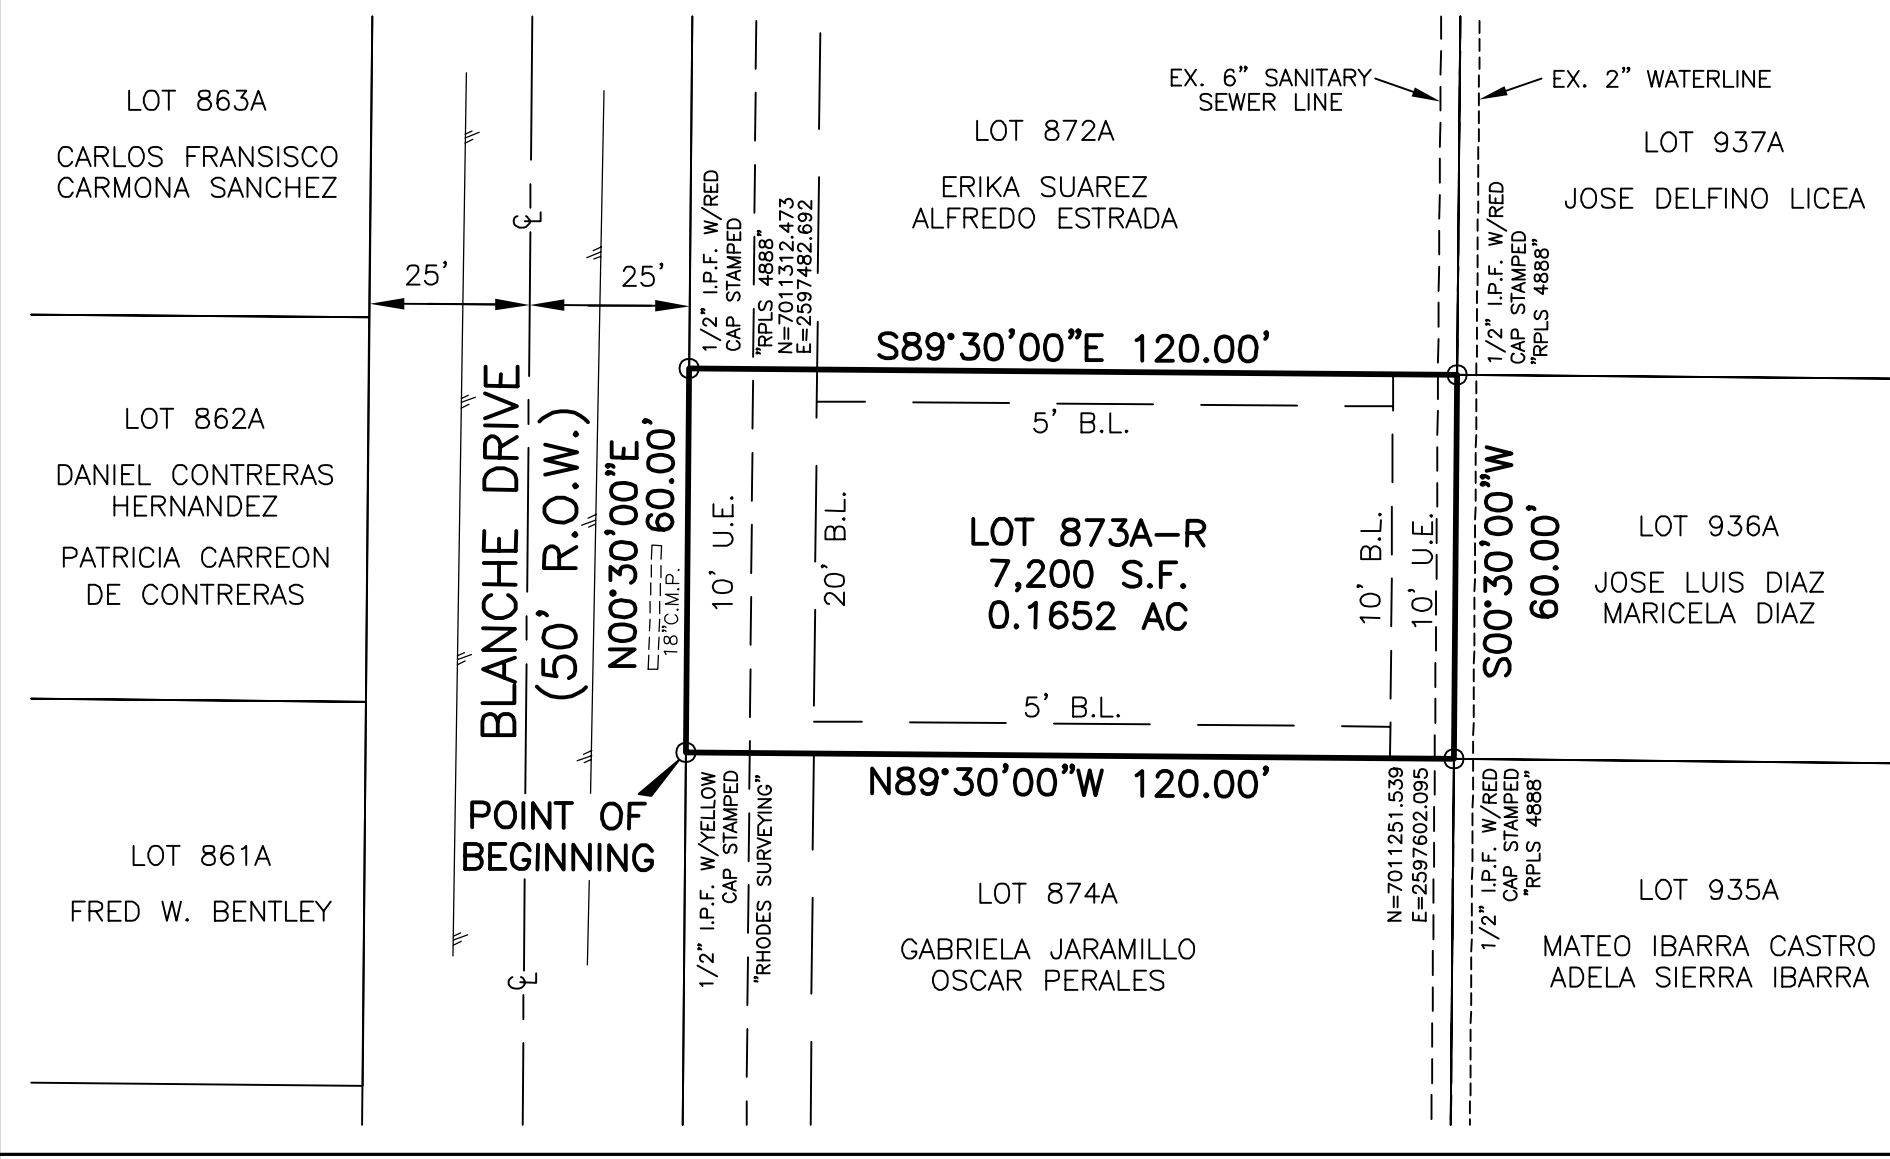 LOT 863A
CARLOS FRANSISCO
CARMONA SANCHEZ
LOT 862A
DANIEL CONTRERAS
HERNANDEZ
PATRICIA CARREON
DE CONTRERAS
LOT 861A
FRED W. BENTLEY
25'
25'
℄
℄
BLANCHE DRIVE
(50' R.O.W.)
N00°30'00"E
60.00'
18"C.M.P.
POINT OF
BEGINNING
1/2" I.P.F. W/RED
CAP STAMPED
"RPLS 4888"
N=7011312.473
E=2597482.692
LOT 872A
ERIKA SUAREZ
ALFREDO ESTRADA
EX. 6" SANITARY
SEWER LINE
EX. 2" WATERLINE
LOT 937A
JOSE DELFINO LICEA
1/2" I.P.F. W/RED
CAP STAMPED
"RPLS 4888"
S89°30'00"E 120.00'
5' B.L.
10' U.E.
20' B.L.
LOT 873A-R
7,200 S.F.
0.1652 AC
10' B.L.
10' U.E.
5' B.L.
S00°30'00"W
60.00'
LOT 936A
JOSE LUIS DIAZ
MARICELA DIAZ
N89°30'00"W 120.00'
1/2" I.P.F. W/YELLOW
CAP STAMPED
"RHODES SURVEYING"
LOT 874A
GABRIELA JARAMILLO
OSCAR PERALES
N=7011251.539
E=2597602.095
1/2" I.P.F. W/RED
CAP STAMPED
"RPLS 4888"
LOT 935A
MATEO IBARRA CASTRO
ADELA SIERRA IBARRA